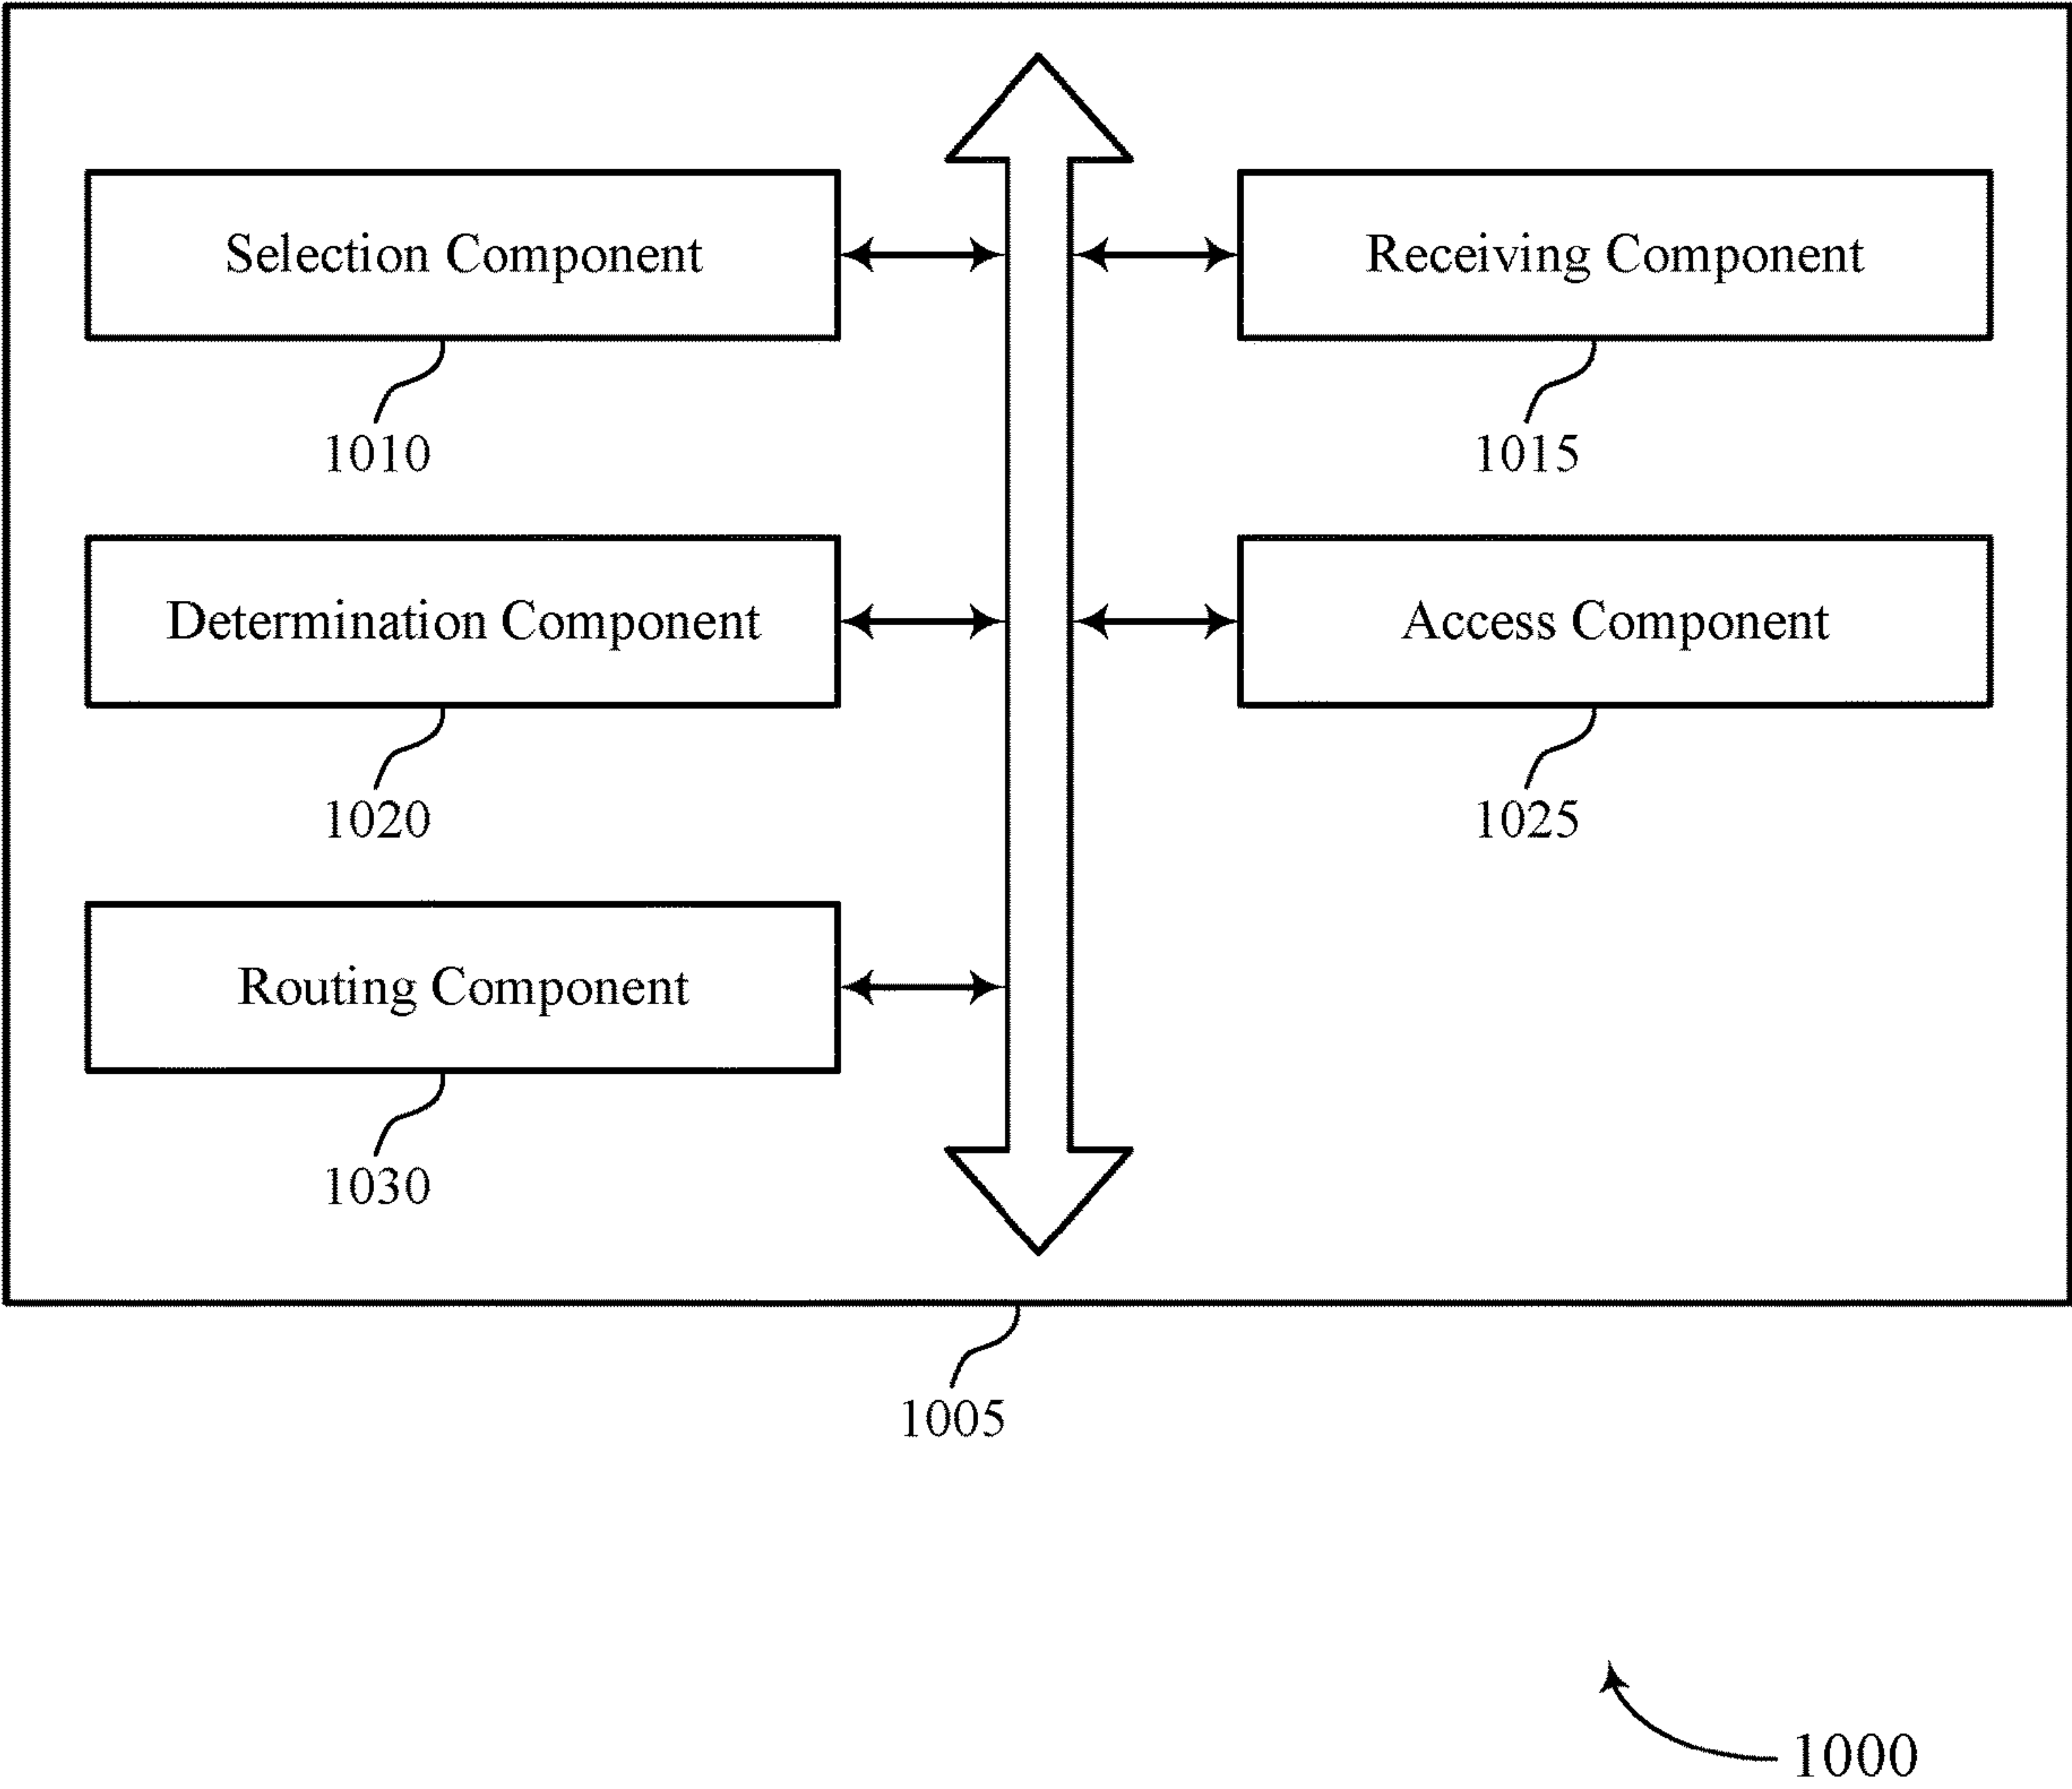 Selection Component
Receiving Component
1010
1015
Determination Component
Access Component
1020
1025
Routing Component
1030
1005
1000